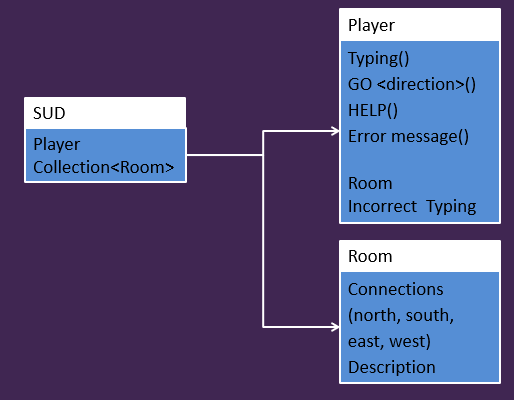 SUD
Player
Collection<Room>
Player
Typing()
GO <direction>()
HELP()
Error message()
Room
Incorrect Typing
Room
Connections
(north, south,
east, west)
Description